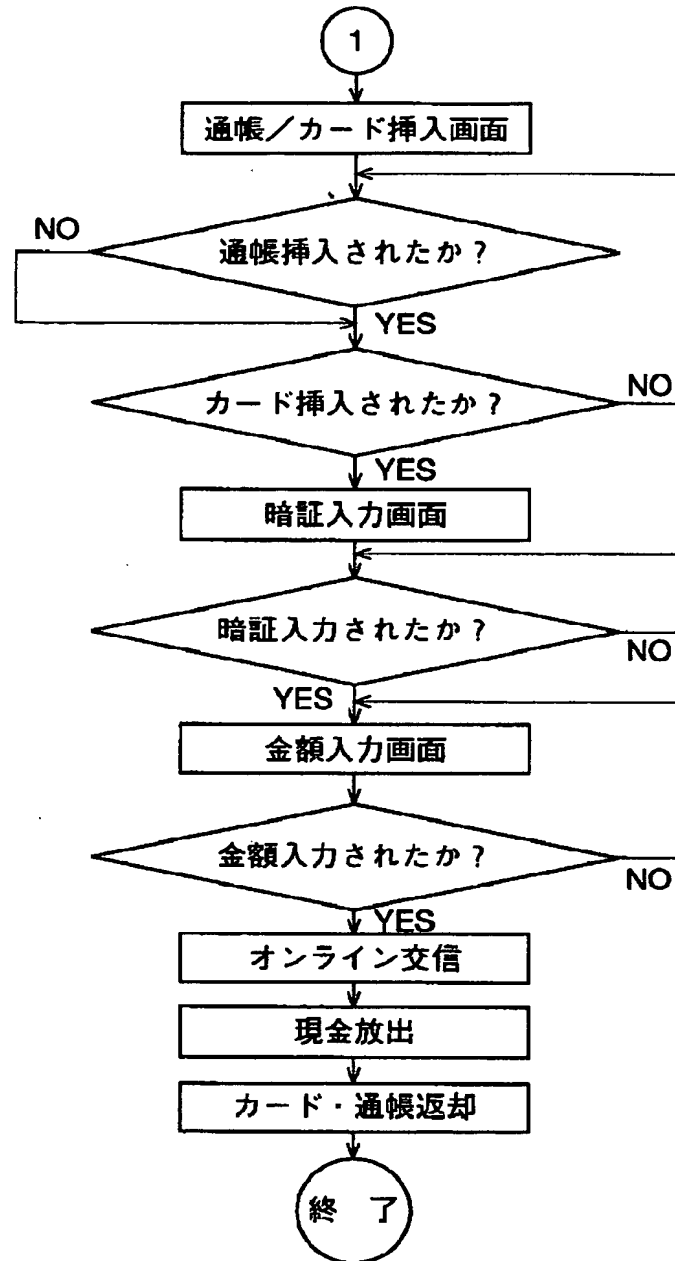 1
通帳／カード挿入画面
NO
通帳挿入されたか？
YES
カード挿入されたか？
NO
YES
暗証入力画面
暗証入力されたか？
NO
YES
金額入力画面
金額入力されたか？
NO
YES
オンライン交信
現金放出
カード・通帳返却
終 了